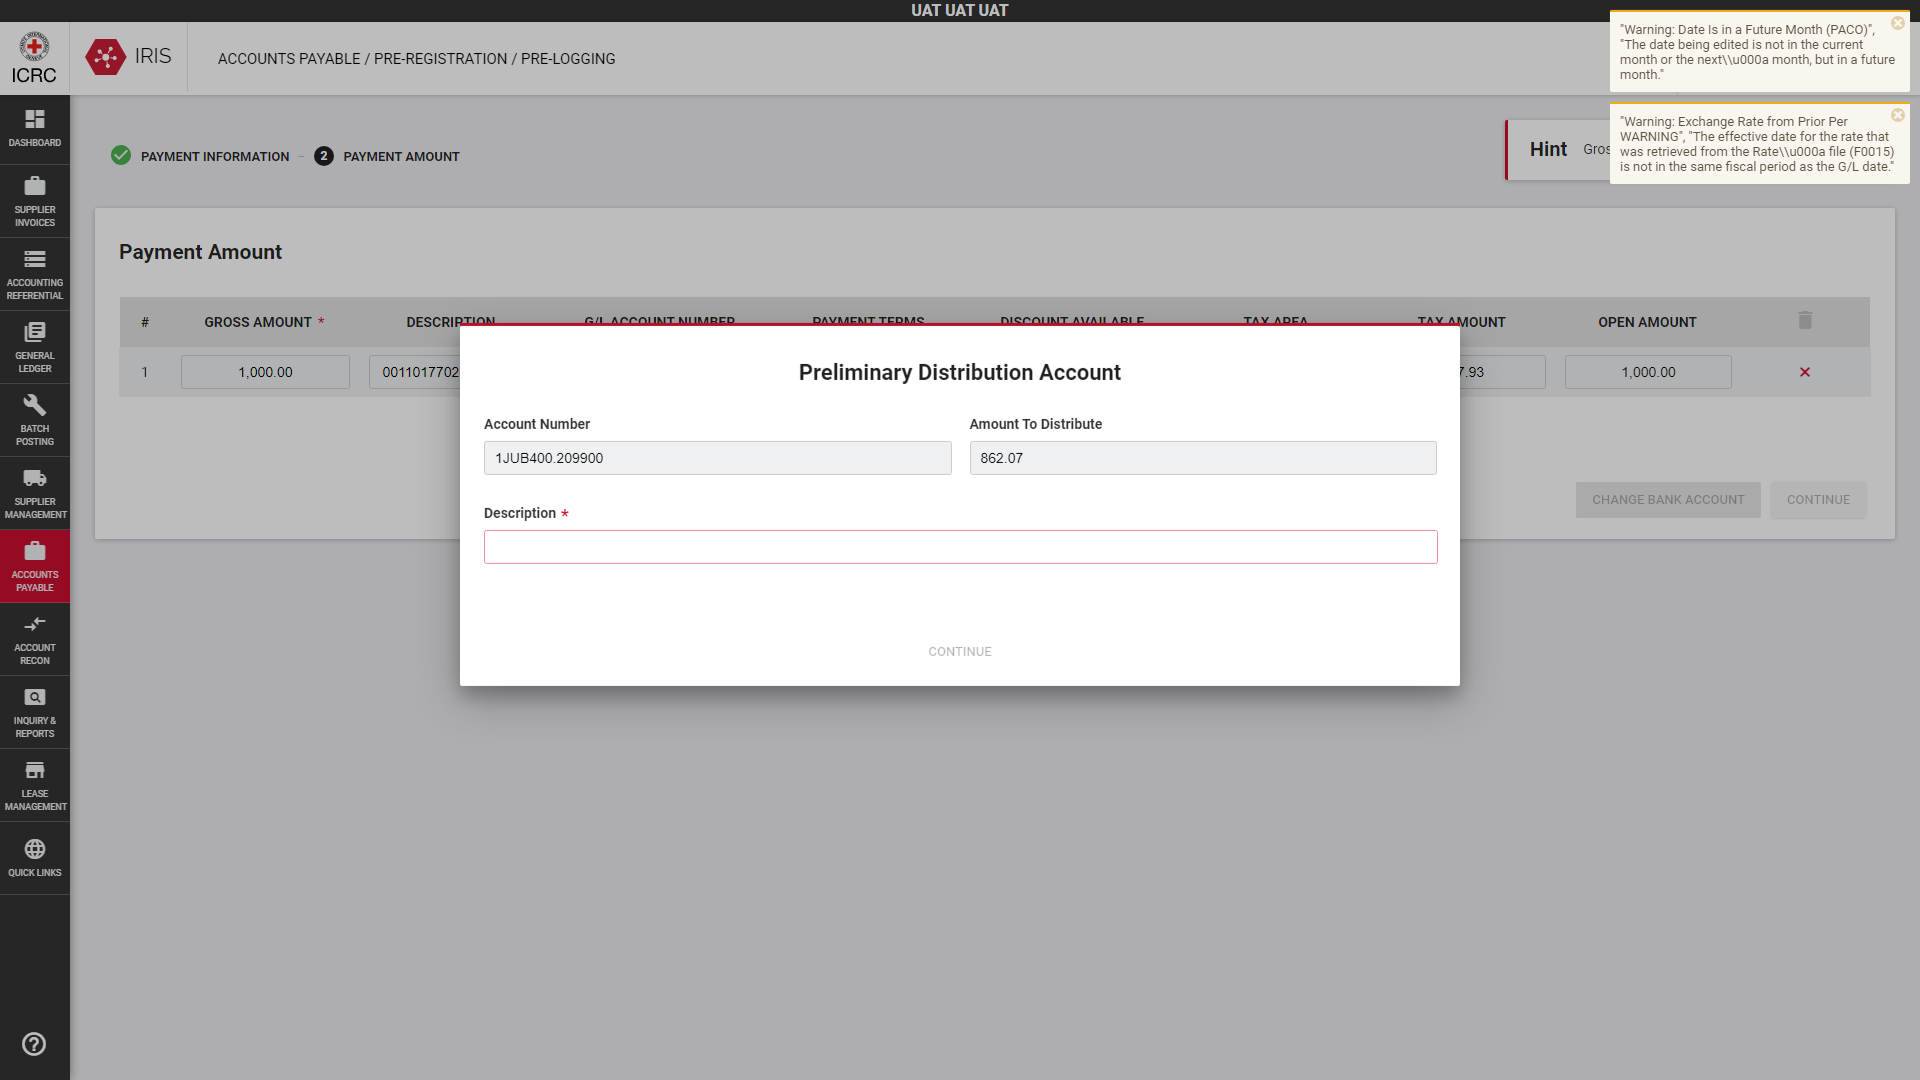 UAT UAT UAT
ICRC
IRIS
ACCOUNTS PAYABLE / PRE-REGISTRATION / PRE-LOGGING
"Warning: Date Is in a Future Month (PACO)",
"The date being edited is not in the current
month or the next\\u000a month, but in a future
month."
"Warning: Exchange Rate from Prior Per
WARNING", "The effective date for the rate that
was retrieved from the Rate\\u000a file (F0015)
is not in the same fiscal period as the G/L date."
DASHBOARD
SUPPLIER
INVOICES
ACCOUNTING
REFERENTIAL
GENERAL
LEDGER
BATCH
POSTING
SUPPLIER
MANAGEMENT
ACCOUNTS
PAYABLE
ACCOUNT
RECON
INQUIRY &
REPORTS
LEASE
MANAGEMENT
QUICK LINKS
PAYMENT INFORMATION
2 PAYMENT AMOUNT
Hint Gros
Payment Amount
# GROSS AMOUNT * DESCRIPTION G/L ACCOUNT NUMBER PAYMENT TERMS DISCOUNT AVAILABLE TAX AREA TAX AMOUNT OPEN AMOUNT
1 1,000.00 0011017702 7.93 1,000.00
CHANGE BANK ACCOUNT CONTINUE
Preliminary Distribution Account
Account Number Amount To Distribute
1JUB400.209900 862.07
Description *
CONTINUE